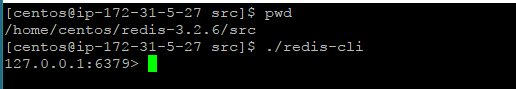 [centos@ip-172-31-5-27 src]$ pwd
/home/centos/redis-3.2.6/src
[centos@ip-172-31-5-27 src]$ ./redis-cli
127.0.0.1:6379>